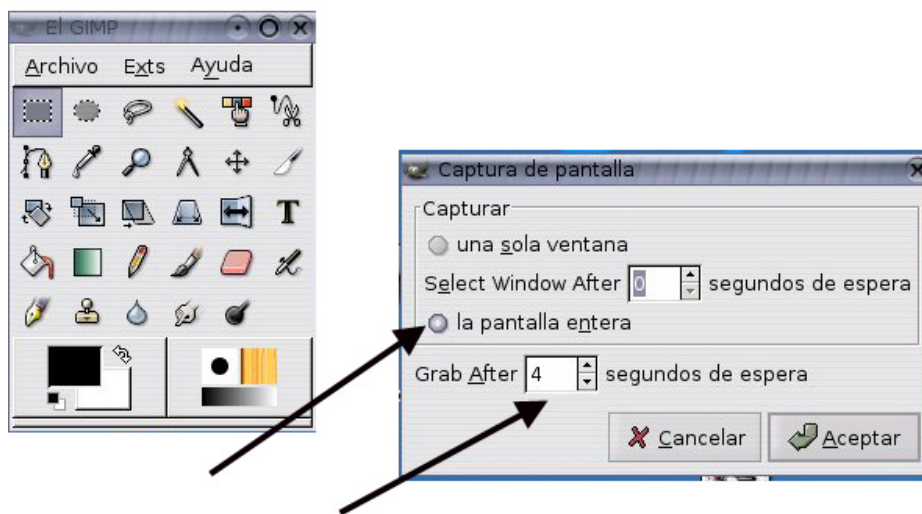 El GIMP
Archivo Exts Ayuda
T
Captura de pantalla
Capturar
una sola ventana
Select Window After 0 segundos de espera
la pantalla entera
Grab After 4 segundos de espera
Cancelar Aceptar